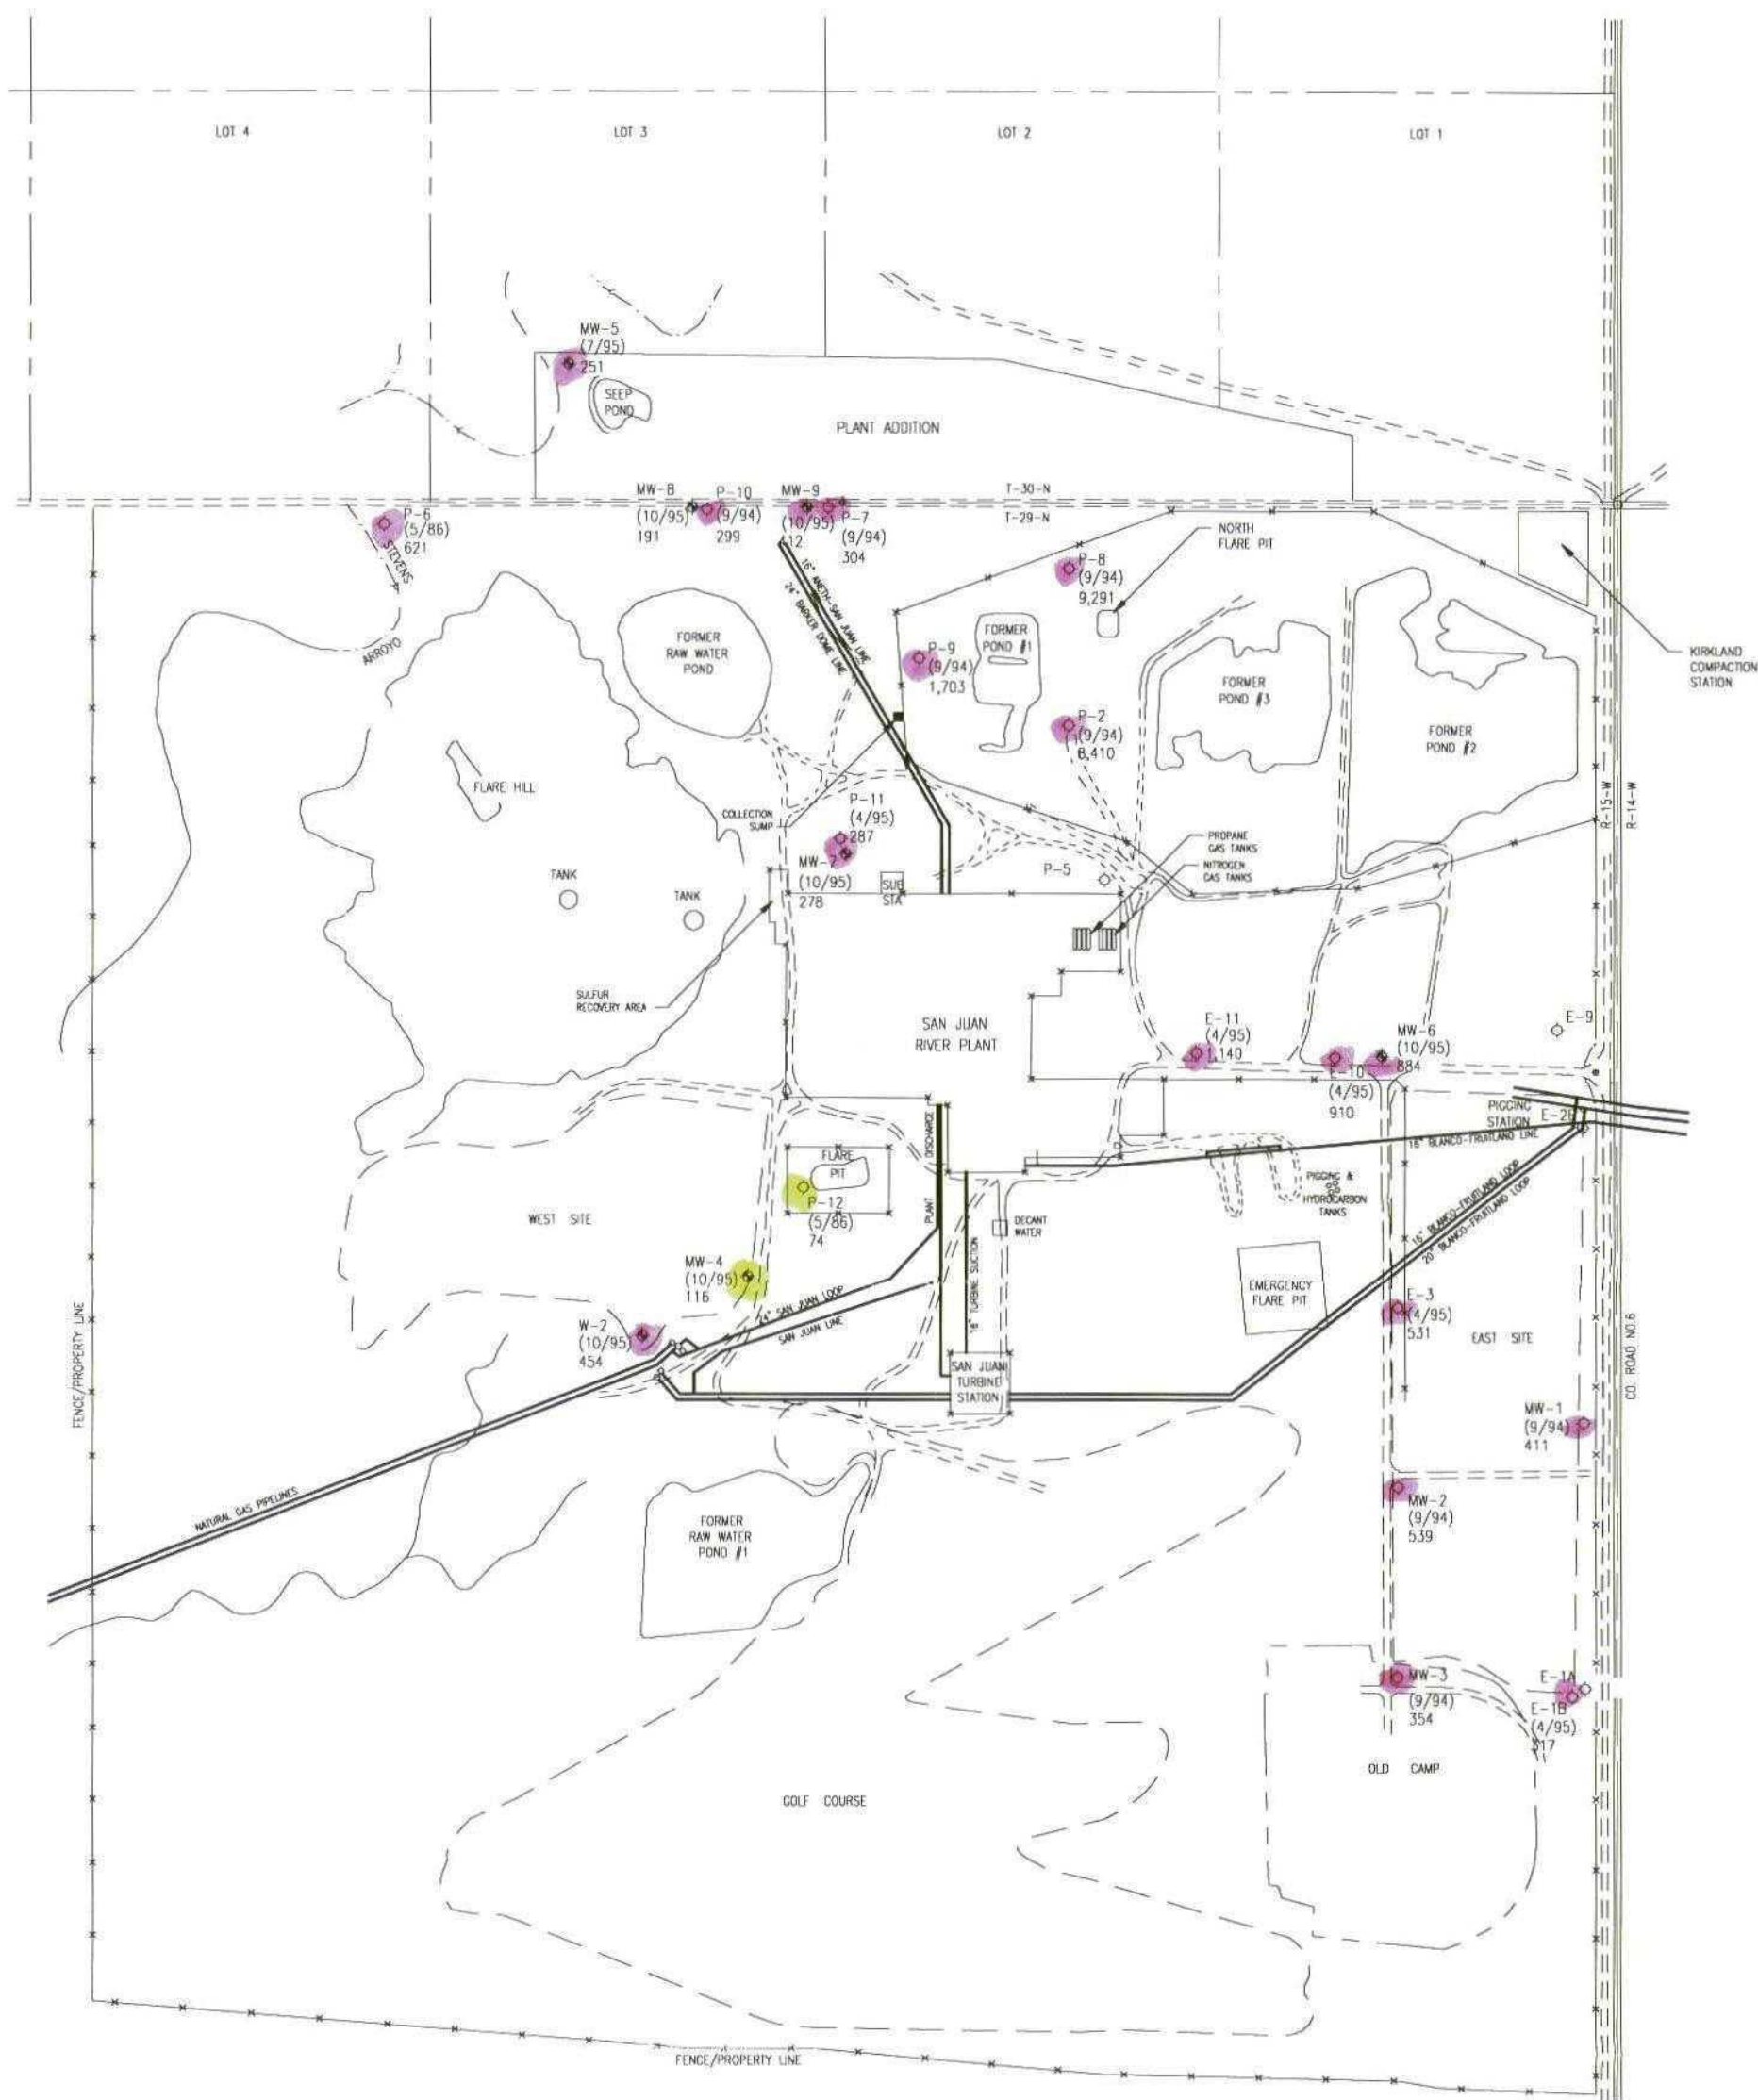 LOT 4
LOT 3
LOT 2
LOT 1
MW-5
(7/95)
251
SEEP
POND
PLANT ADDITION
MW-8
(10/95)
191
P-10
(9/94)
299
MW-9
(10/95)
P-7
(9/94)
304
T-30-N
T-29-N
P-6
(5/86)
621
STEVENS
ARROYO
NORTH
FLARE PIT
P-8
(9/94)
9,291
16" ANETH-SAN JUAN LINE
24" BARKER DOME LINE
FORMER
RAW WATER
POND
FORMER
POND #1
P-9
(9/94)
1,703
KIRKLAND
COMPACTION
STATION
FORMER
POND #3
P-2
(9/94)
FORMER
POND #2
FLARE HILL
R-15-W
R-14-W
COLLECTION
SUMP
P-11
(4/95)
287
PROPANE
GAS TANKS
NITROGEN
GAS TANKS
MW-7
(10/95)
278
SUB
STA
P-5
TANK
TANK
SULFUR
RECOVERY AREA
SAN JUAN
RIVER PLANT
E-11
(4/95)
1,140
E-9
MW-6
(10/95)
884
E-10
(4/95)
910
PIGGING
STATION
16" BLANCO-FRUITLAND LINE
DISCHARGE
PLANT
FLARE
PIT
P-12
(5/86)
74
WEST SITE
PIGGING &
HYDROCARBON
TANKS
16" BLANCO-FRUITLAND LOOP
20" BLANCO-FRUITLAND LOOP
DECANT
WATER
MW-4
(10/95)
116
16" TURBINE SUCTION
EMERGENCY
FLARE PIT
24" SAN JUAN LOOP
SAN JUAN LINE
W-2
(10/95)
454
E-3
(4/95)
531
EAST SITE
FENCE/PROPERTY LINE
CO. ROAD NO.6
SAN JUAN
TURBINE
STATION
MW-1
(9/94)
411
NATURAL GAS PIPELINES
MW-2
(9/94)
539
FORMER
RAW WATER
POND #1
MW-3
(9/94)
354
E-1A
E-1B
(4/95)
317
OLD CAMP
GOLF COURSE
FENCE/PROPERTY LINE